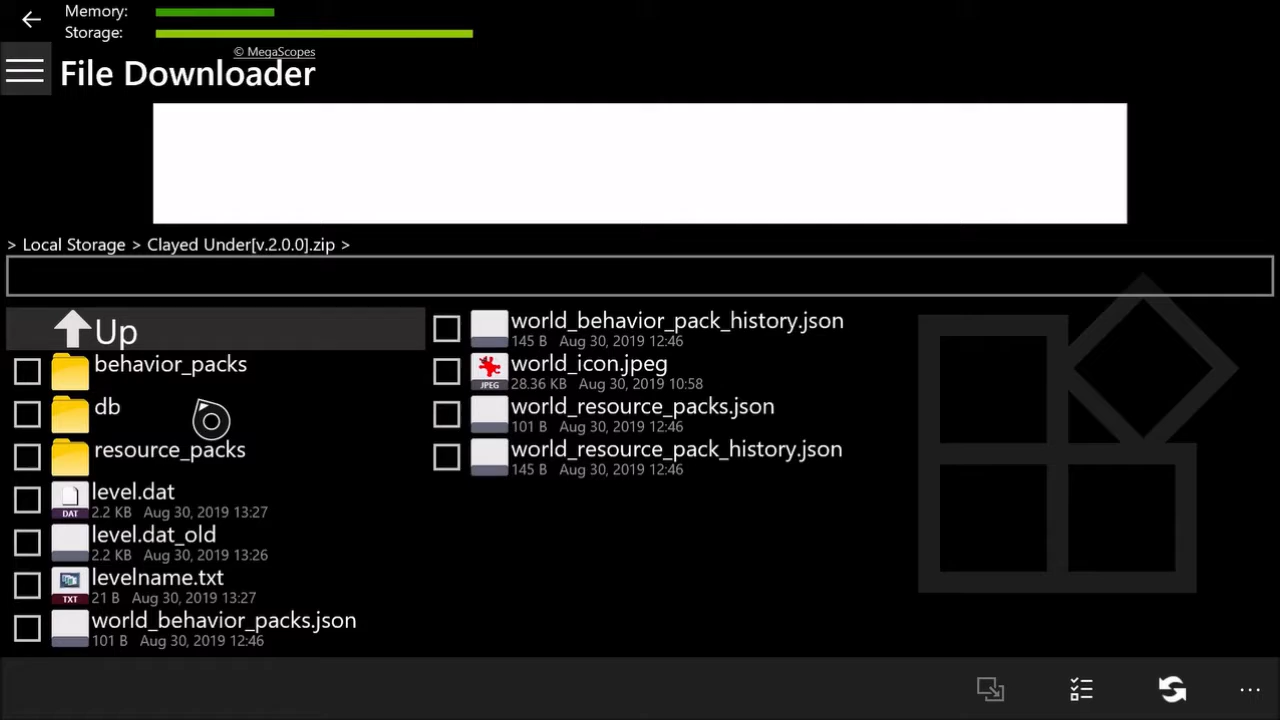 Memory:
Storage:
© MegaScopes
File Downloader
> Local Storage > Clayed Under[v.2.0.0].zip >
Up
behavior_packs
db
resource_packs
level.dat
DAT
2.2 KB Aug 30, 2019 13:27
level.dat_old
2.2 KB Aug 30, 2019 13:26
levelname.txt
TXT
21 B Aug 30, 2019 13:27
world_behavior_packs.json
101 B Aug 30, 2019 12:46
world_behavior_pack_history.json
145 B Aug 30, 2019 12:46
world_icon.jpeg
JPEG
28.36 KB Aug 30, 2019 10:58
world_resource_packs.json
101 B Aug 30, 2019 12:46
world_resource_pack_history.json
145 B Aug 30, 2019 12:46